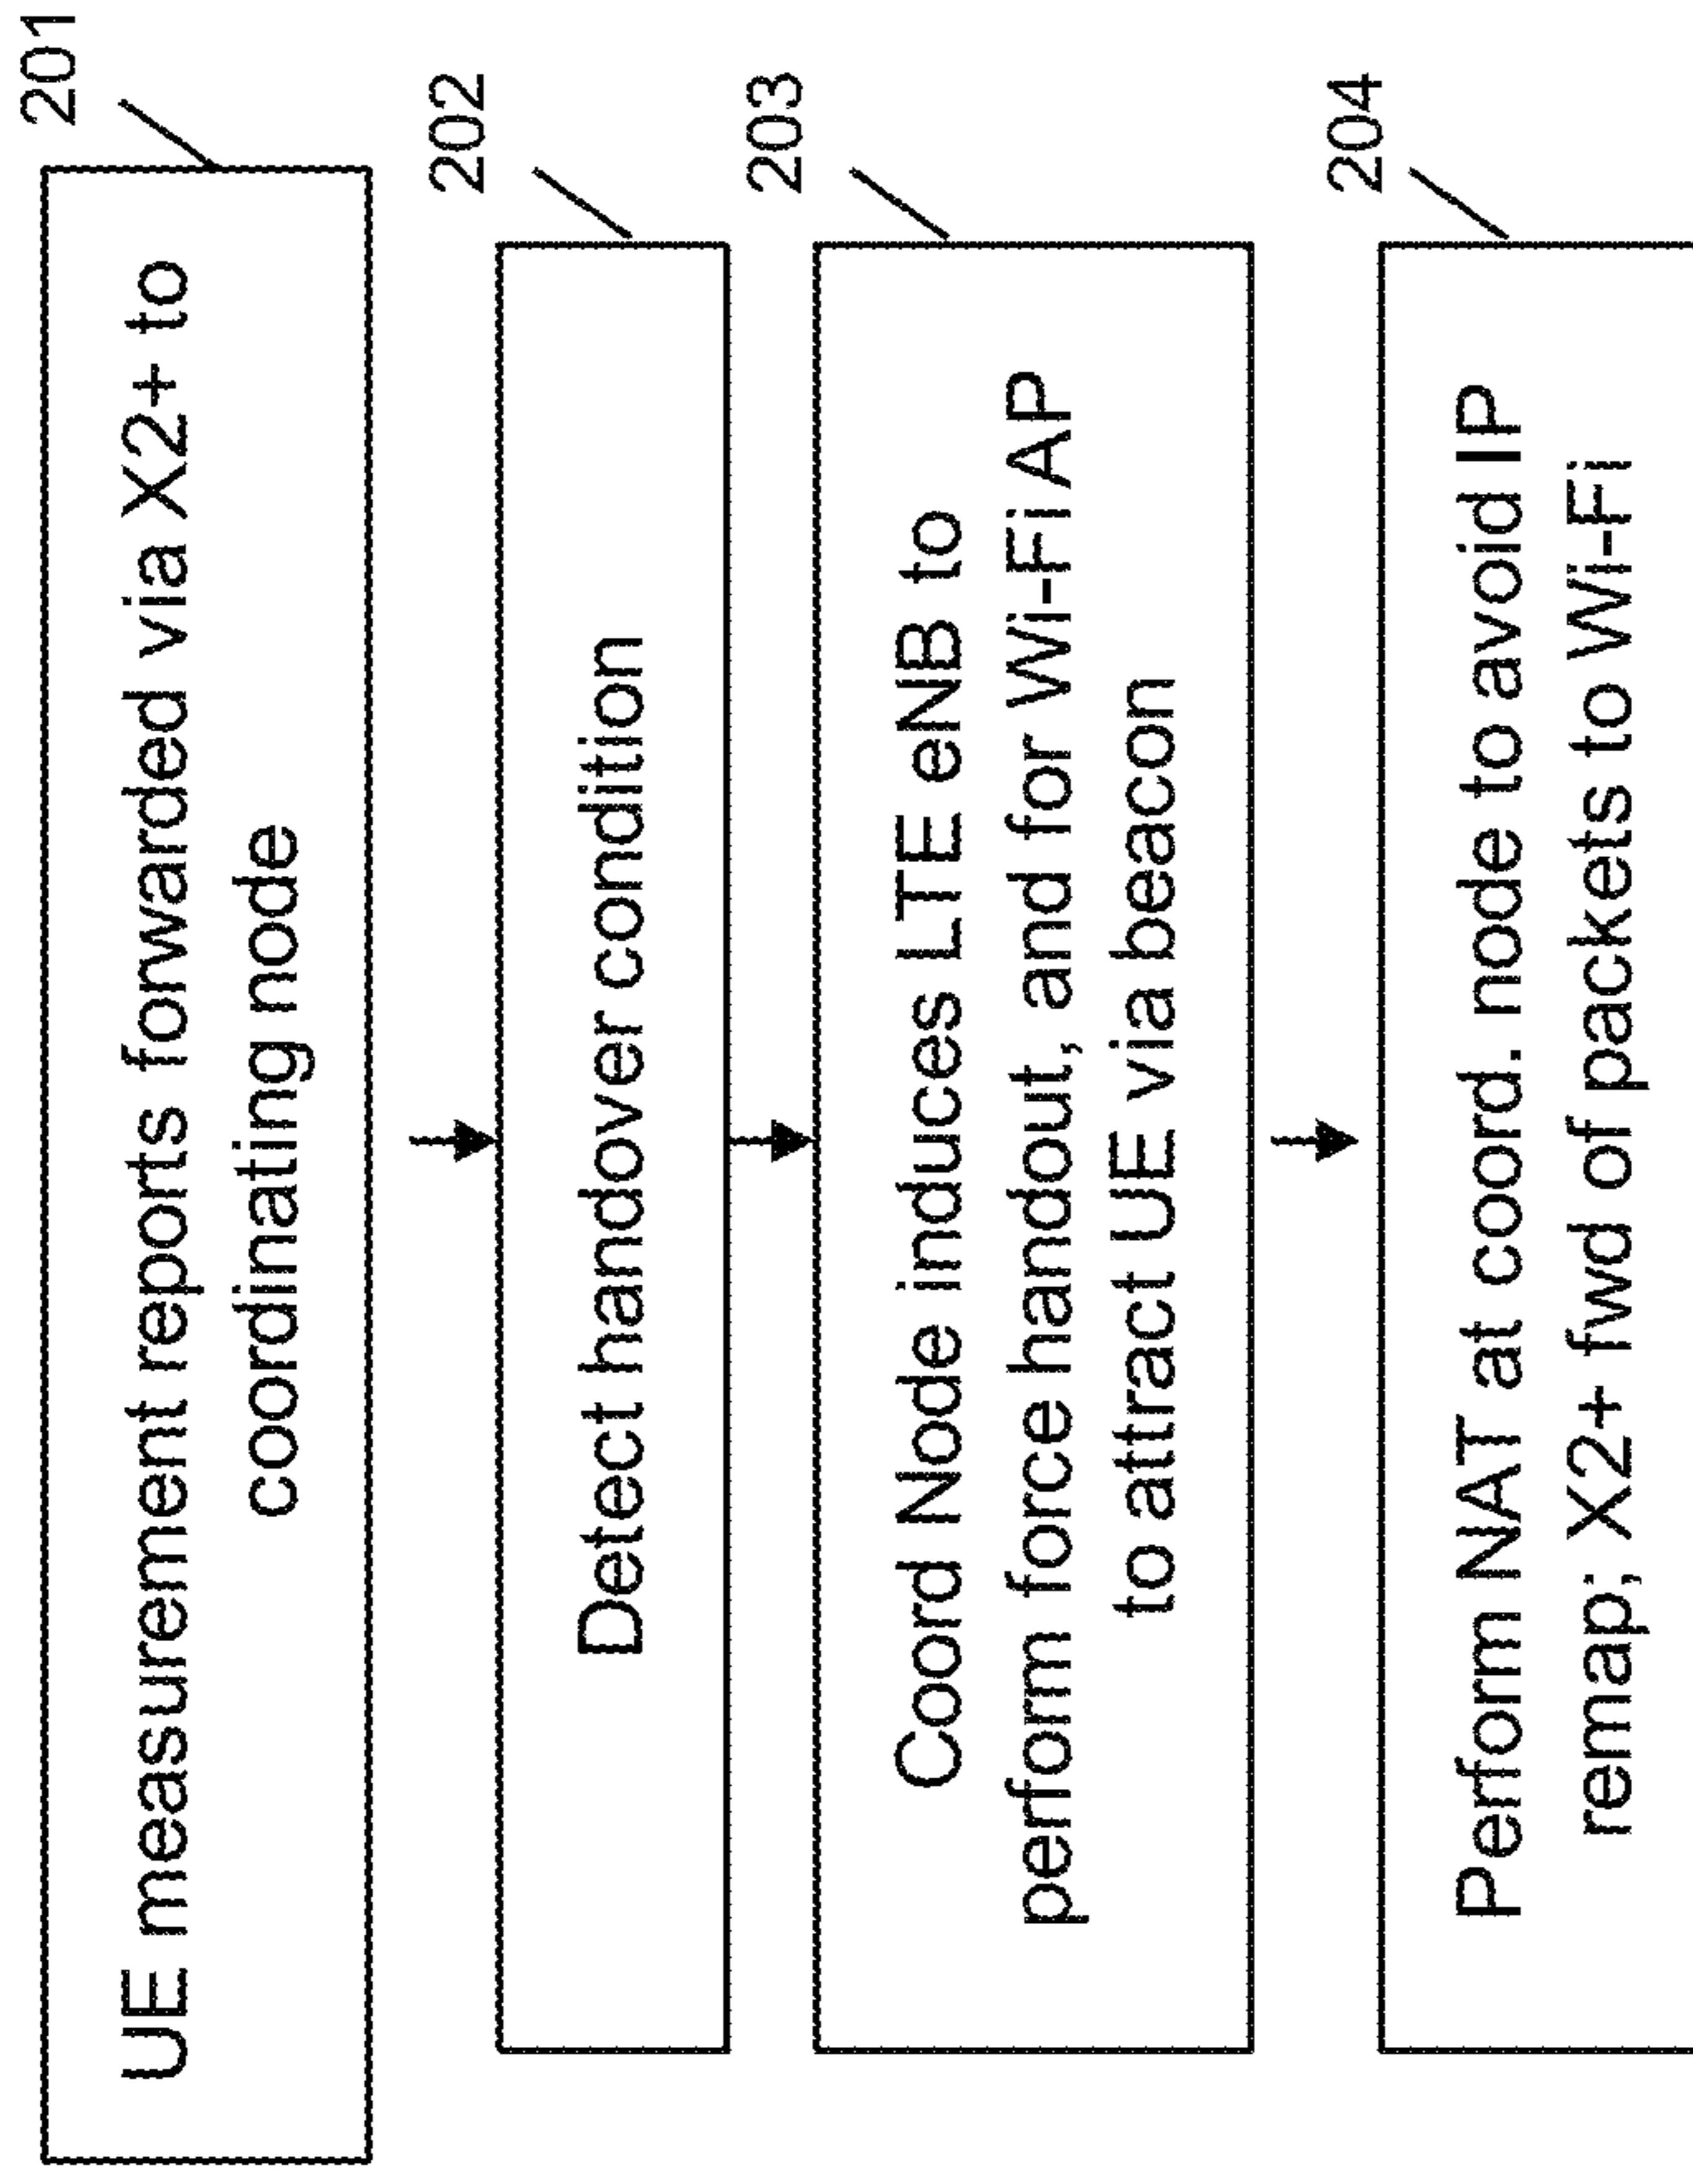 201
UE measurement reports forwarded via X2+ to
coordinating node
202
Detect handover condition
203
Coord Node induces LTE eNB to
perform force handout, and for Wi-Fi AP
to attract UE via beacon
204
Perform NAT at coord. node to avoid IP
remap; X2+ fwd of packets to Wi-Fi